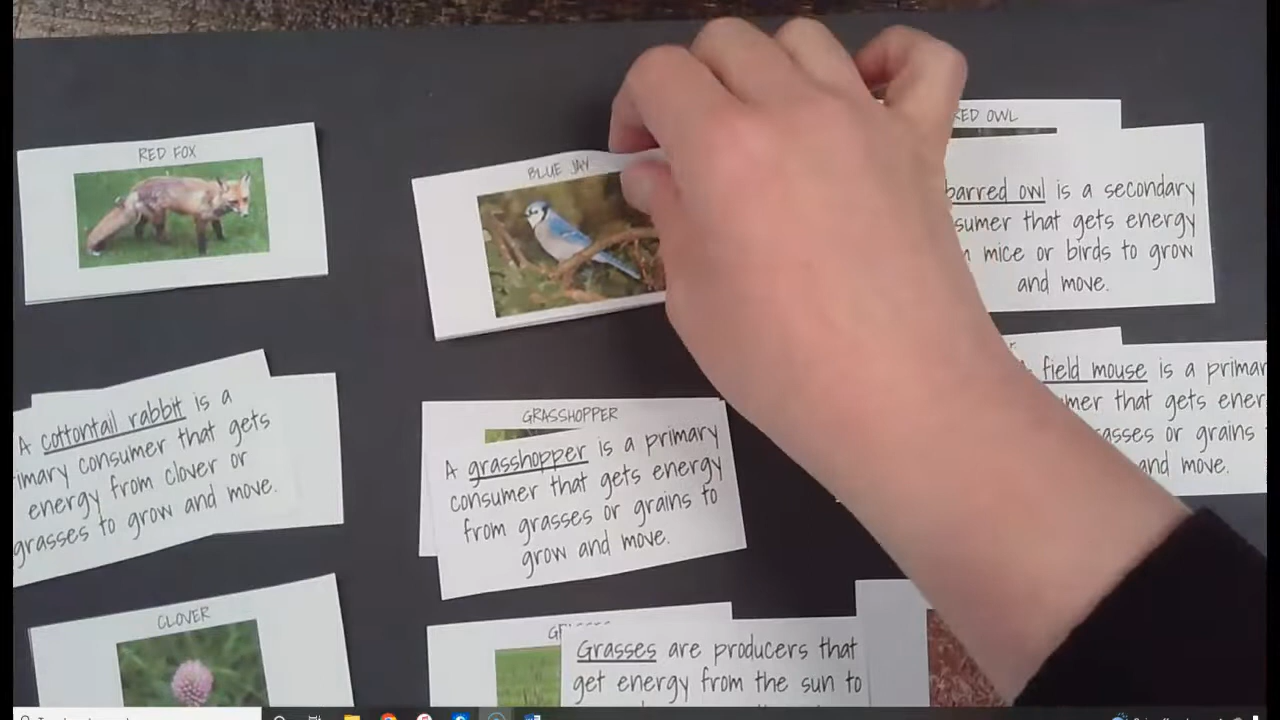 RED FOX
BLUE JAY
RED OWL
barred owl is a secondary
sumer that gets energy
mice or birds to grow
and move.
A cottontail rabbit is a
imary consumer that gets
energy from clover or
grasses to grow and move.
GRASSHOPPER
A grasshopper is a primary
consumer that gets energy
from grasses or grains to
grow and move.
field mouse is a primar
mer that gets ener
asses or grains
and move.
CLOVER
Grasses are producers that
get energy from the sun to